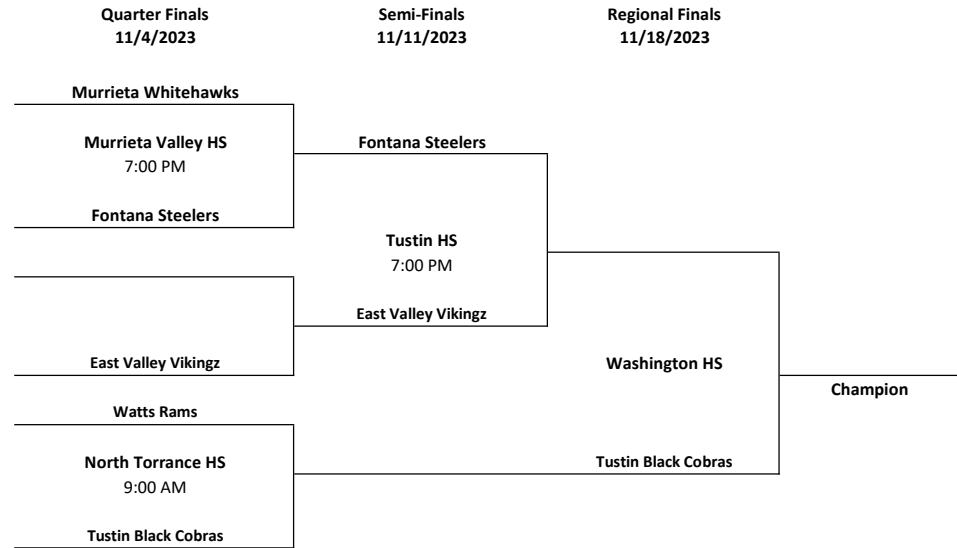 Quarter Finals
11/4/2023
Semi-Finals
11/11/2023
Regional Finals
11/18/2023
Murrieta Whitehawks
Murrieta Valley HS
7:00 PM
Fontana Steelers
Fontana Steelers
Tustin HS
7:00 PM
East Valley Vikingz
East Valley Vikingz
Washington HS
Champion
Watts Rams
North Torrance HS
9:00 AM
Tustin Black Cobras
Tustin Black Cobras